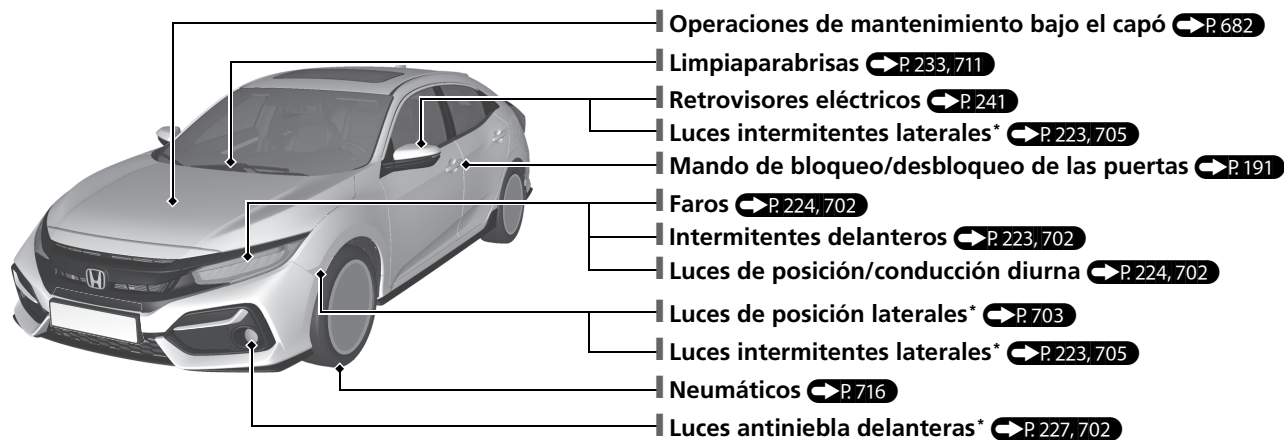 Operaciones de mantenimiento bajo el capó P. 682
Limpiaparabrisas P. 233, 711
Retrovisores eléctricos P. 241
Luces intermitentes laterales* P. 223, 705
Mando de bloqueo/desbloqueo de las puertas P. 191
Faros P. 224, 702
Intermitentes delanteros P. 223, 702
Luces de posición/conducción diurna P. 224, 702
Luces de posición laterales* P. 703
Luces intermitentes laterales* P. 223, 705
Neumáticos P. 716
Luces antiniebla delanteras* P. 227, 702